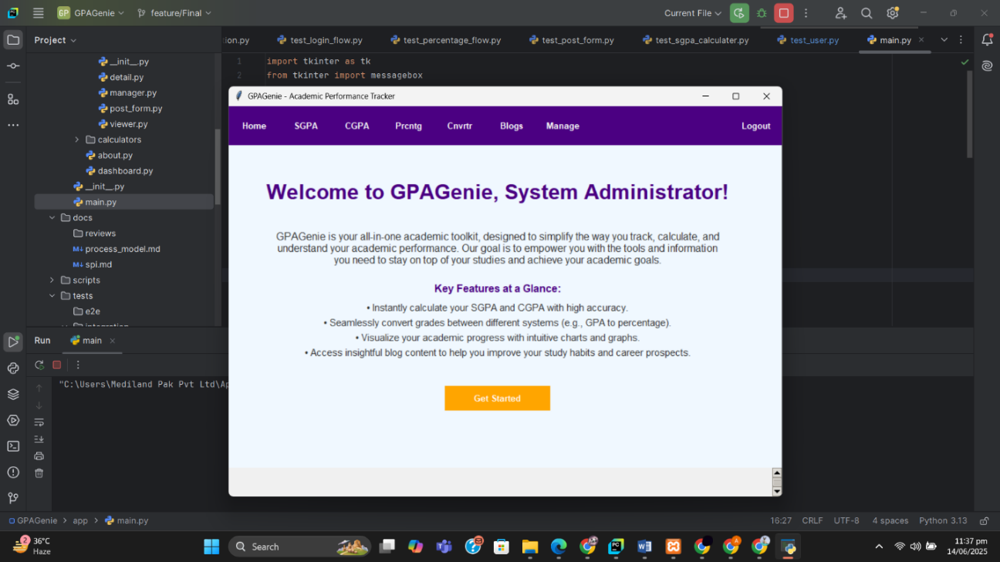 GP GPAGenie feature/Final Current File
Project
ion.py test_login_flow.py test_percentage_flow.py test_post_form.py test_sgpa_calculater.py test_user.py main.py
__init__.py
detail.py
manager.py
post_form.py
viewer.py
calculators
about.py
dashboard.py
__init__.py
main.py
docs
reviews
M↓ process_model.md
M↓ spi.md
scripts
tests
e2e
integration
1 import tkinter as tk
2 from tkinter import messagebox
GPAGenie - Academic Performance Tracker
Home SGPA CGPA Prcntg Cnvrtr Blogs Manage Logout
Welcome to GPAGenie, System Administrator!
GPAGenie is your all-in-one academic toolkit, designed to simplify the way you track, calculate, and
understand your academic performance. Our goal is to empower you with the tools and information
you need to stay on top of your studies and achieve your academic goals.
Key Features at a Glance:
• Instantly calculate your SGPA and CGPA with high accuracy.
• Seamlessly convert grades between different systems (e.g., GPA to percentage).
• Visualize your academic progress with intuitive charts and graphs.
• Access insightful blog content to help you improve your study habits and career prospects.
Get Started
Run main
"C:\Users\Mediland Pak Pvt Ltd\Ap
GPAGenie > app > main.py 16:27 CRLF UTF-8 4 spaces Python 3.13
2 36°C
Haze
Search
11:37 pm
14/06/2025